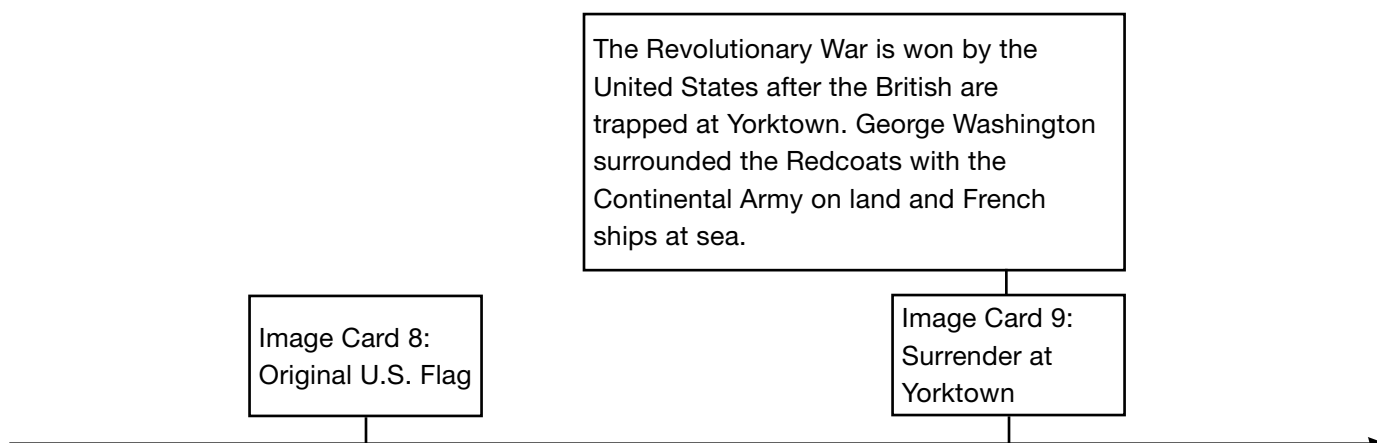 The Revolutionary War is won by the
United States after the British are
trapped at Yorktown. George Washington
surrounded the Redcoats with the
Continental Army on land and French
ships at sea.
Image Card 8:
Original U.S. Flag
Image Card 9:
Surrender at
Yorktown